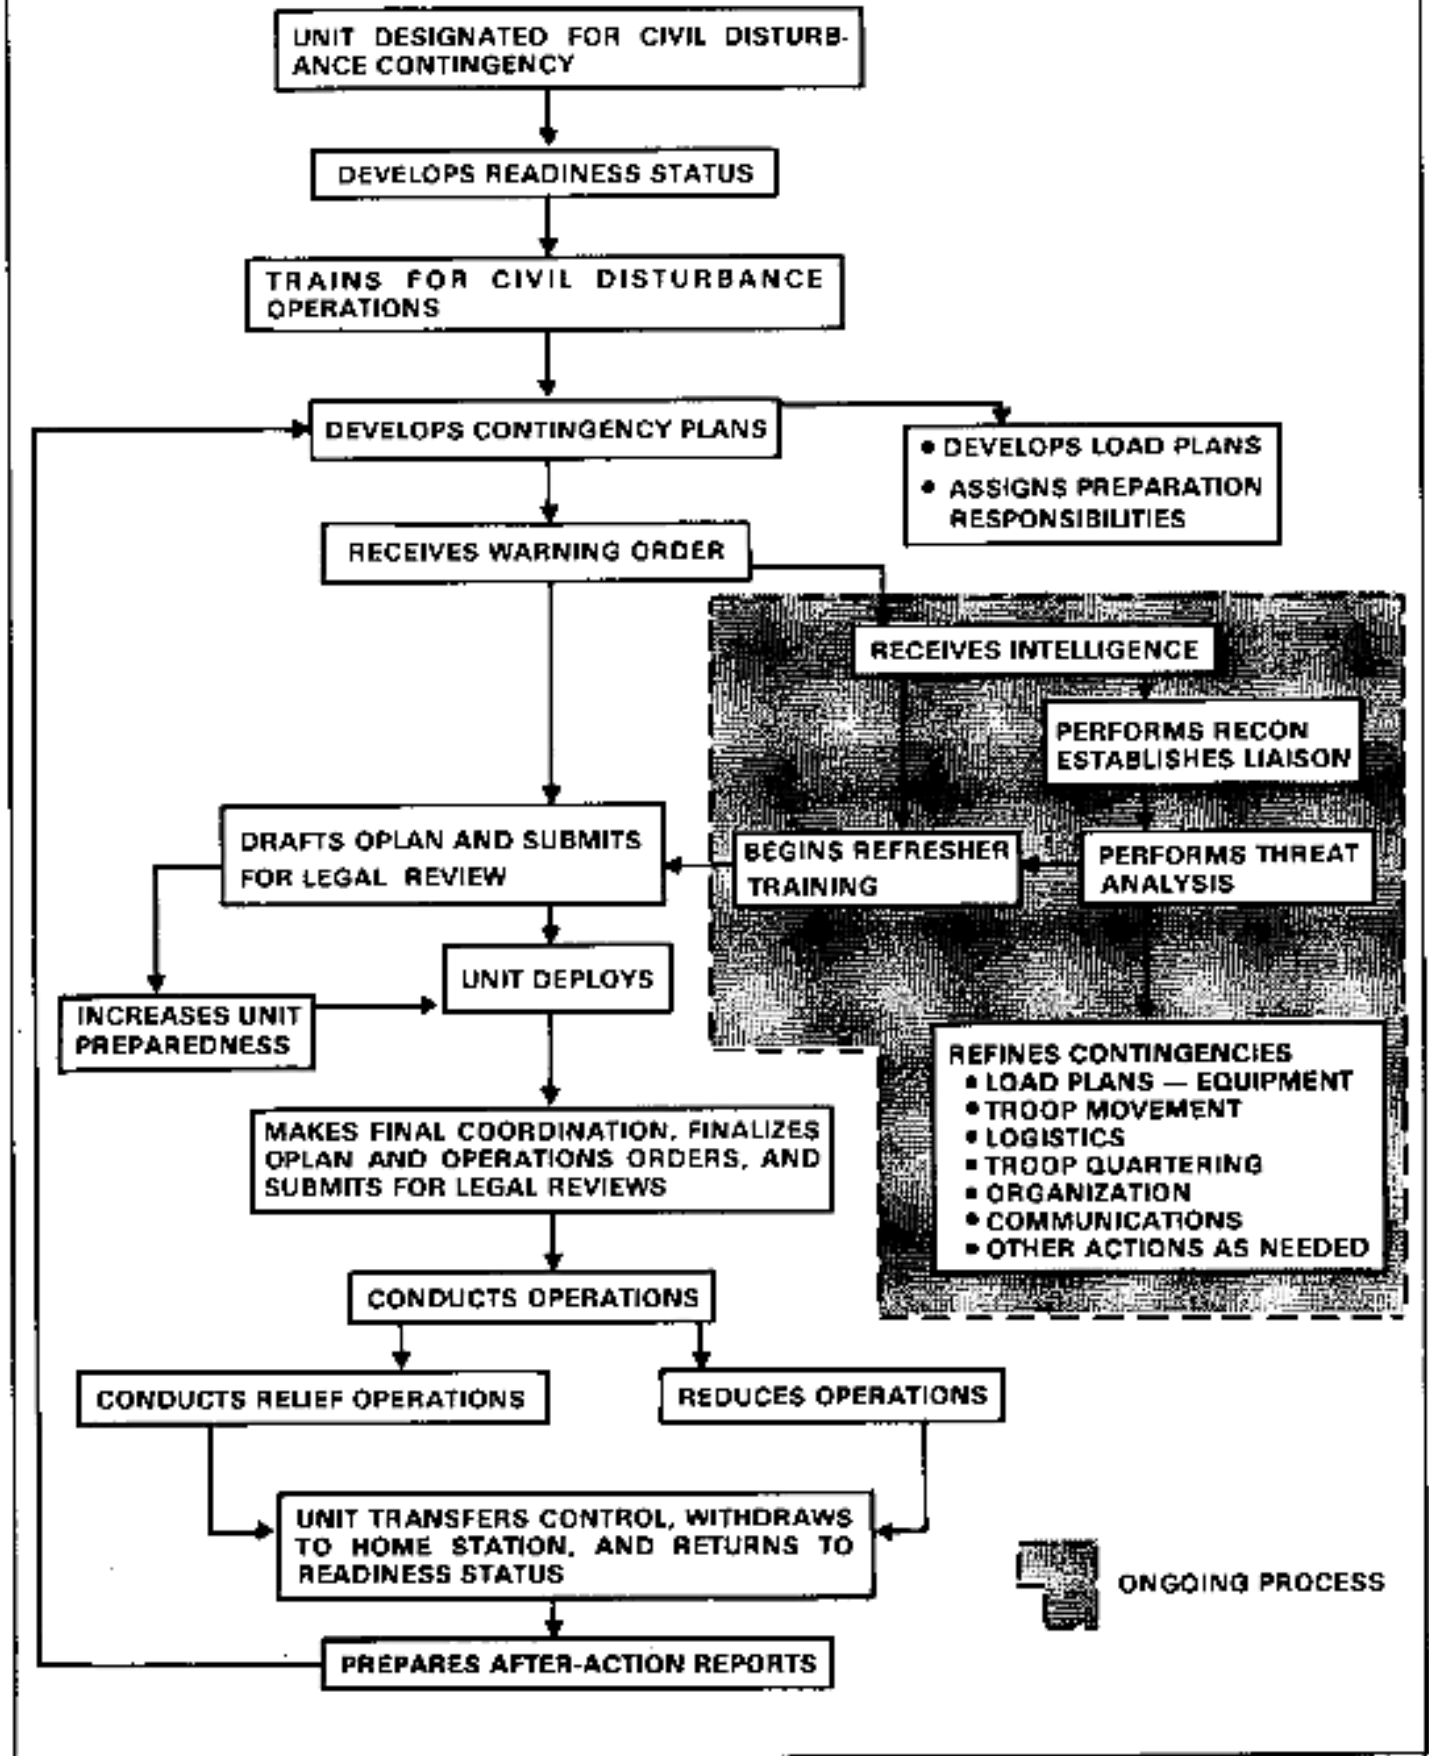 UNIT DESIGNATED FOR CIVIL DISTURB-
ANCE CONTINGENCY
DEVELOPS READINESS STATUS
TRAINS FOR CIVIL DISTURBANCE
OPERATIONS
DEVELOPS CONTINGENCY PLANS
• DEVELOPS LOAD PLANS
• ASSIGNS PREPARATION
RESPONSIBILITIES
RECEIVES WARNING ORDER
RECEIVES INTELLIGENCE
PERFORMS RECON
ESTABLISHES LIAISON
DRAFTS OPLAN AND SUBMITS
FOR LEGAL REVIEW
BEGINS REFRESHER
TRAINING
PERFORMS THREAT
ANALYSIS
UNIT DEPLOYS
INCREASES UNIT
PREPAREDNESS
REFINES CONTINGENCIES
• LOAD PLANS — EQUIPMENT
• TROOP MOVEMENT
• LOGISTICS
• TROOP QUARTERING
• ORGANIZATION
• COMMUNICATIONS
• OTHER ACTIONS AS NEEDED
MAKES FINAL COORDINATION, FINALIZES
OPLAN AND OPERATIONS ORDERS, AND
SUBMITS FOR LEGAL REVIEWS
CONDUCTS OPERATIONS
CONDUCTS RELIEF OPERATIONS
REDUCES OPERATIONS
UNIT TRANSFERS CONTROL, WITHDRAWS
TO HOME STATION, AND RETURNS TO
READINESS STATUS
ONGOING PROCESS
PREPARES AFTER-ACTION REPORTS